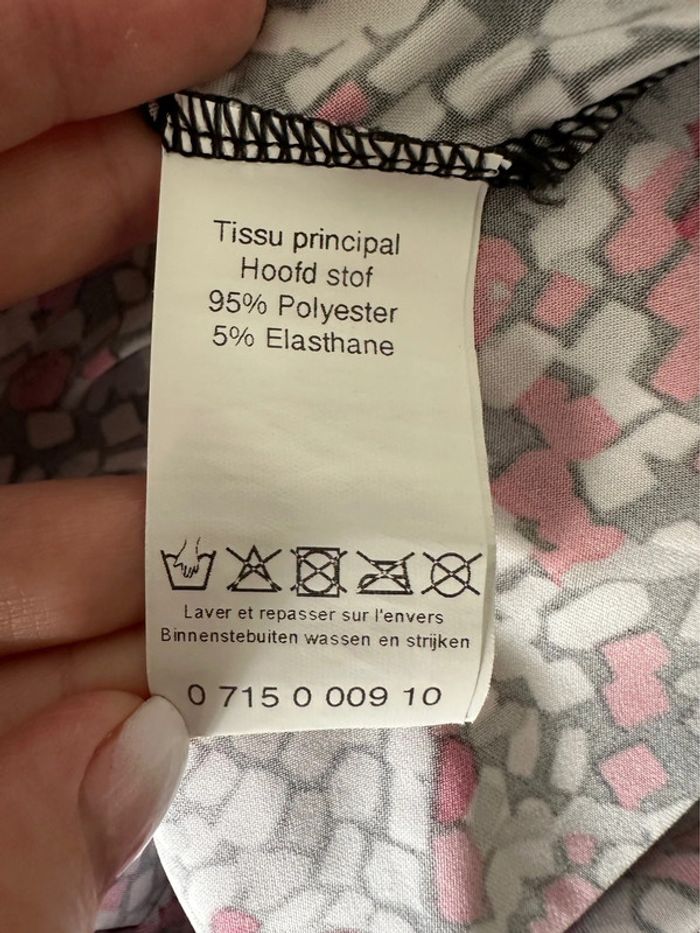 Tissu principal
Hoofd stof
95% Polyester
5% Elasthane
Laver et repasser sur l'envers
Binnenstebuiten wassen en strijken
0 715 0 009 10